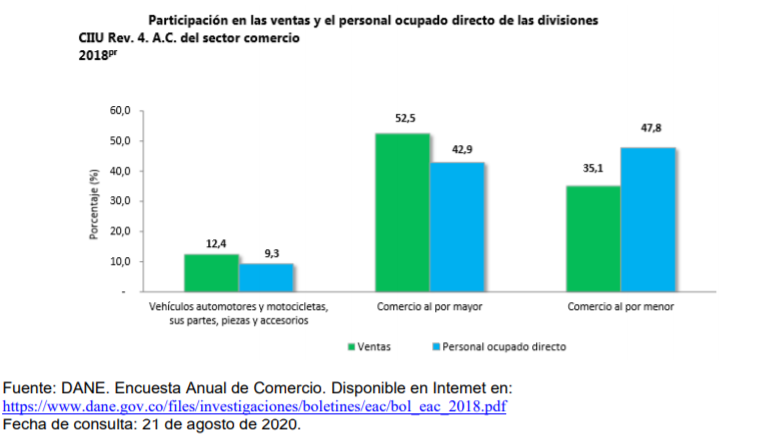 Participación en las ventas y el personal ocupado directo de las divisiones
CIIU Rev. 4. A.C. del sector comercio
2018pr
60,0
50,0
40,0
30,0
20,0
10,0
-
Porcentaje (%)
12,4
9,3
52,5
42,9
35,1
47,8
Vehículos automotores y motocicletas,
sus partes, piezas y accesorios
Comercio al por mayor
Comercio al por menor
Ventas
Personal ocupado directo
Fuente: DANE. Encuesta Anual de Comercio. Disponible en Internet en:
https://www.dane.gov.co/files/investigaciones/boletines/eac/bol_eac_2018.pdf
Fecha de consulta: 21 de agosto de 2020.